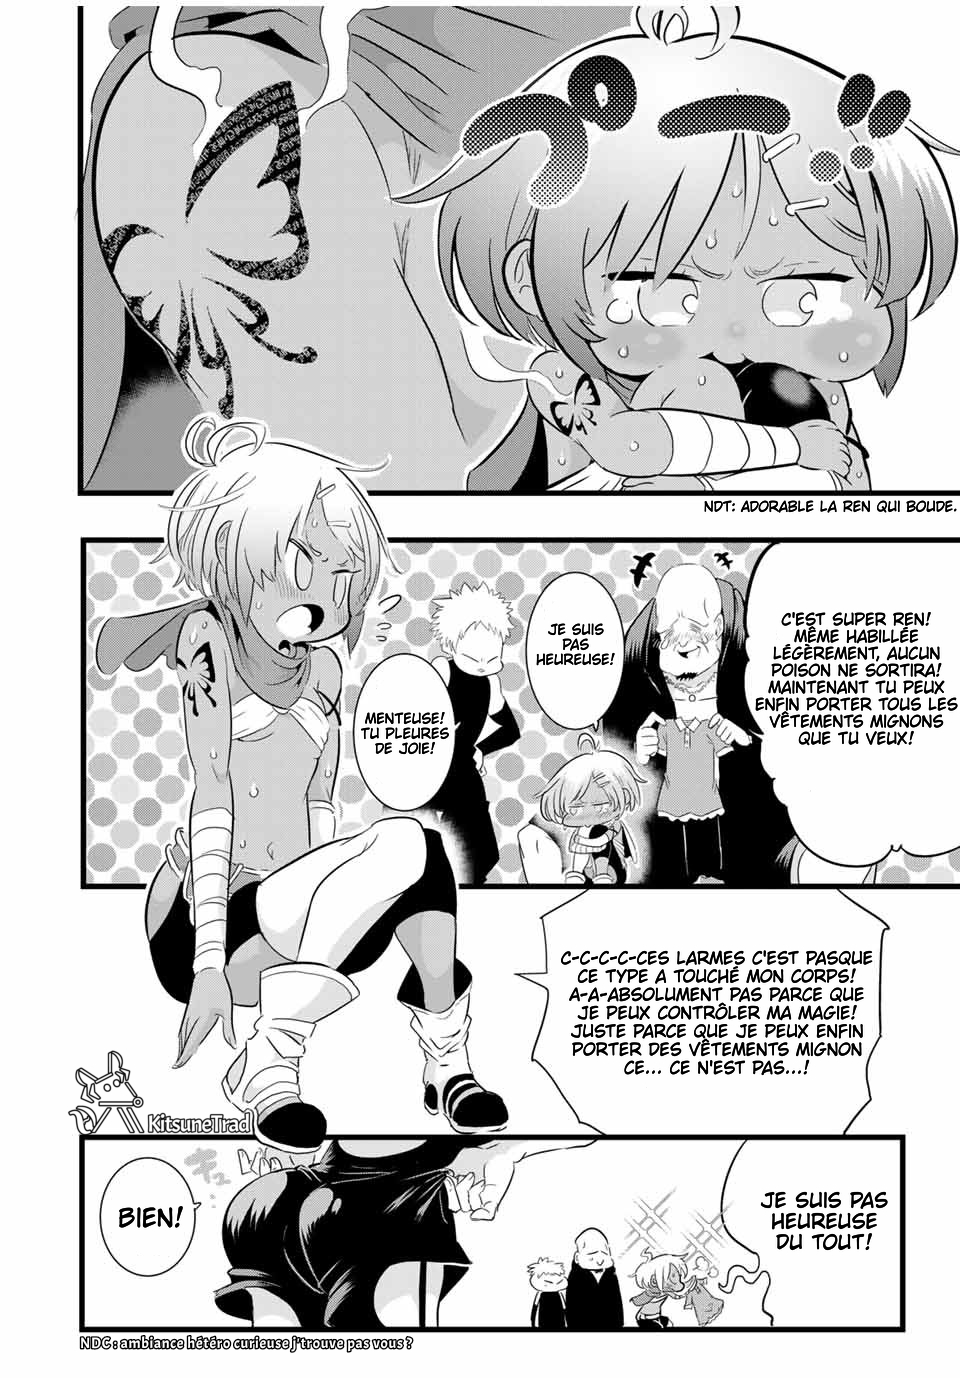 プーーン
NDT: ADORABLE LA REN QUI BOUDE.
C'EST SUPER REN!
MÊME HABILLÉE
LÉGÈREMENT, AUCUN
POISON NE SORTIRA!
MAINTENANT TU PEUX
ENFIN PORTER TOUS LES
VÊTEMENTS MIGNONS
QUE TU VEUX!
JE SUIS
PAS
HEUREUSE!
MENTEUSE!
TU PLEURES
DE JOIE!
C-C-C-C-CES LARMES C'EST PASQUE
CE TYPE A TOUCHÉ MON CORPS!
A-A-ABSOLUMENT PAS PARCE QUE
JE PEUX CONTRÔLER MA MAGIE!
JUSTE PARCE QUE JE PEUX ENFIN
PORTER DES VÊTEMENTS MIGNON
CE... CE N'EST PAS...!
KitsuneTrad
JE SUIS PAS
HEUREUSE
DU TOUT!
BIEN!
NDC : ambiance hétéro curieuse j'trouve pas vous ?